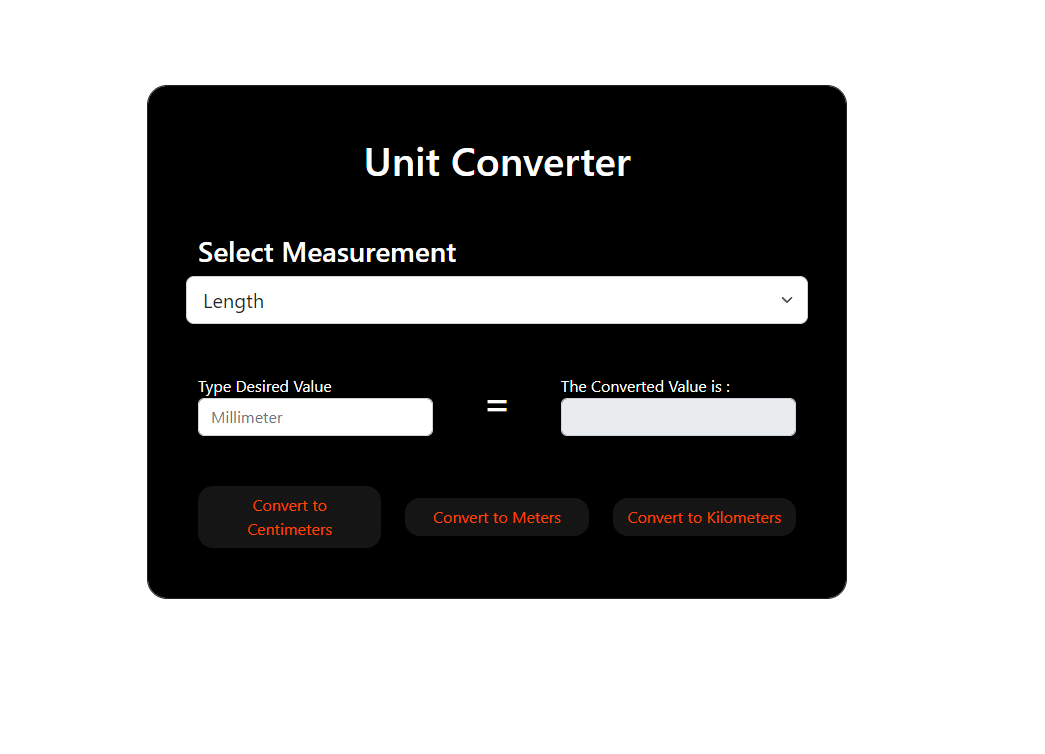 Unit Converter
Select Measurement
Length
Type Desired Value
The Converted Value is :
Millimeter
=
Convert to
Centimeters
Convert to Meters
Convert to Kilometers